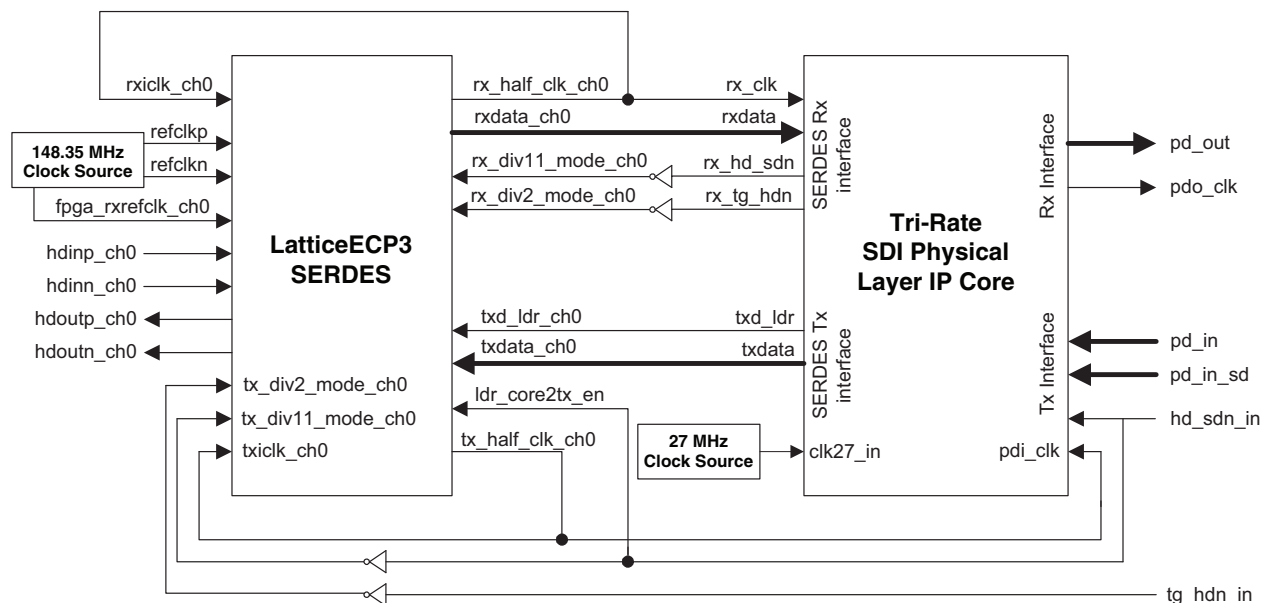 rxiclk_ch0
rx_half_clk_ch0
rx_clk
refclkp
rxdata_ch0
rxdata
148.35 MHz
Clock Source
refclkn
rx_div11_mode_ch0
rx_hd_sdn
fpga_rxrefclk_ch0
rx_div2_mode_ch0
rx_tg_hdn
SERDES Rx
interface
Rx Interface
pd_out
pdo_clk
hdinp_ch0
hdinn_ch0
hdoutp_ch0
hdoutn_ch0
LatticeECP3
SERDES
Tri-Rate
SDI Physical
Layer IP Core
txd_ldr_ch0
txd_ldr
txdata_ch0
txdata
SERDES Tx
interface
Tx Interface
pd_in
pd_in_sd
hd_sdn_in
tx_div2_mode_ch0
ldr_core2tx_en
tx_div11_mode_ch0
tx_half_clk_ch0
txiclk_ch0
27 MHz
Clock Source
clk27_in
pdi_clk
tg_hdn_in